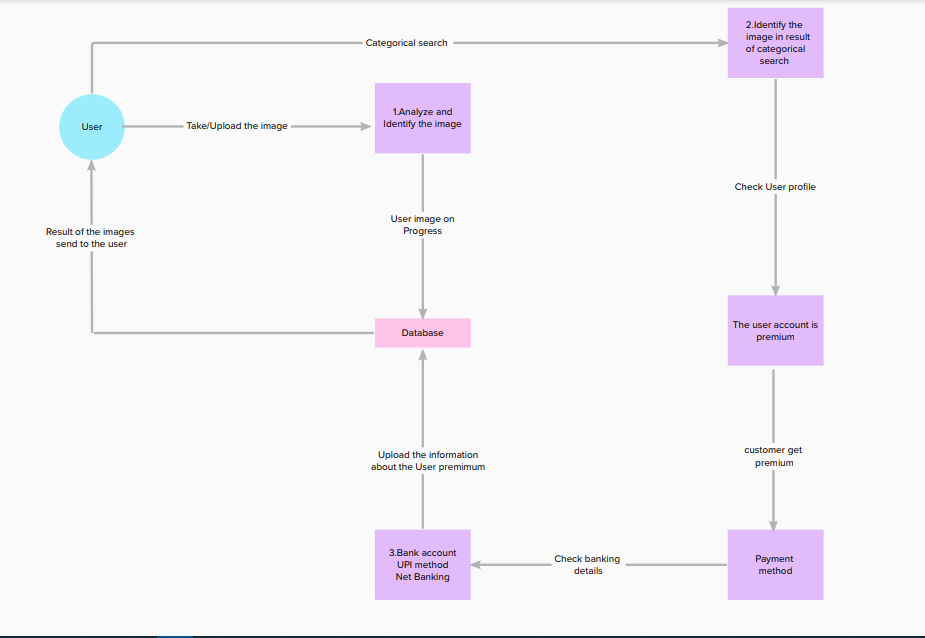 2.Identify the
image in result
of categorical
search
Categorical search
1.Analyze and
Identify the image
User
Take/Upload the image
Check User profile
User image on
Progress
Result of the images
send to the user
The user account is
premium
Database
customer get
premium
Upload the information
about the User premimum
3.Bank account
UPI method
Net Banking
Check banking
details
Payment
method